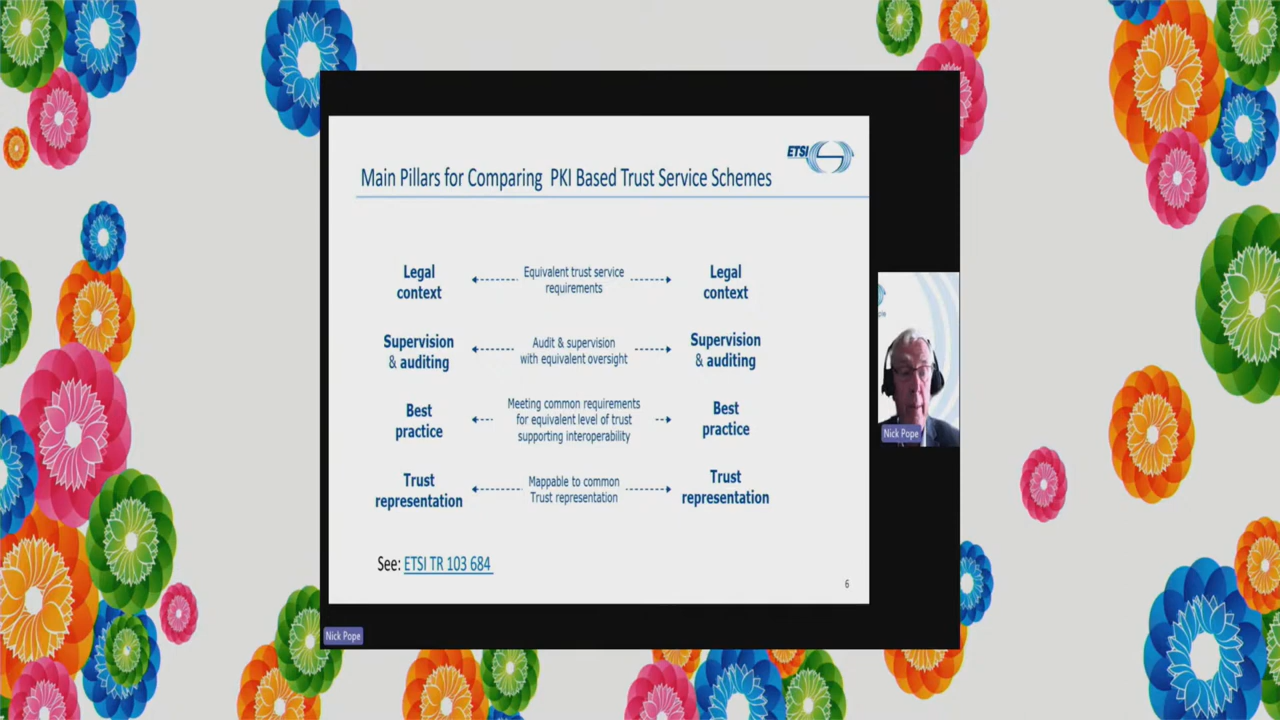 ETSI
Main Pillars for Comparing PKI Based Trust Service Schemes
Legal
context
Equivalent trust service
requirements
Legal
context
Supervision
& auditing
Audit & supervision
with equivalent oversight
Supervision
& auditing
Best
practice
Meeting common requirements
for equivalent level of trust
supporting interoperability
Best
practice
Trust
representation
Mappable to common
Trust representation
Trust
representation
See: ETSI TR 103 684
6
Nick Pope
Nick Pope